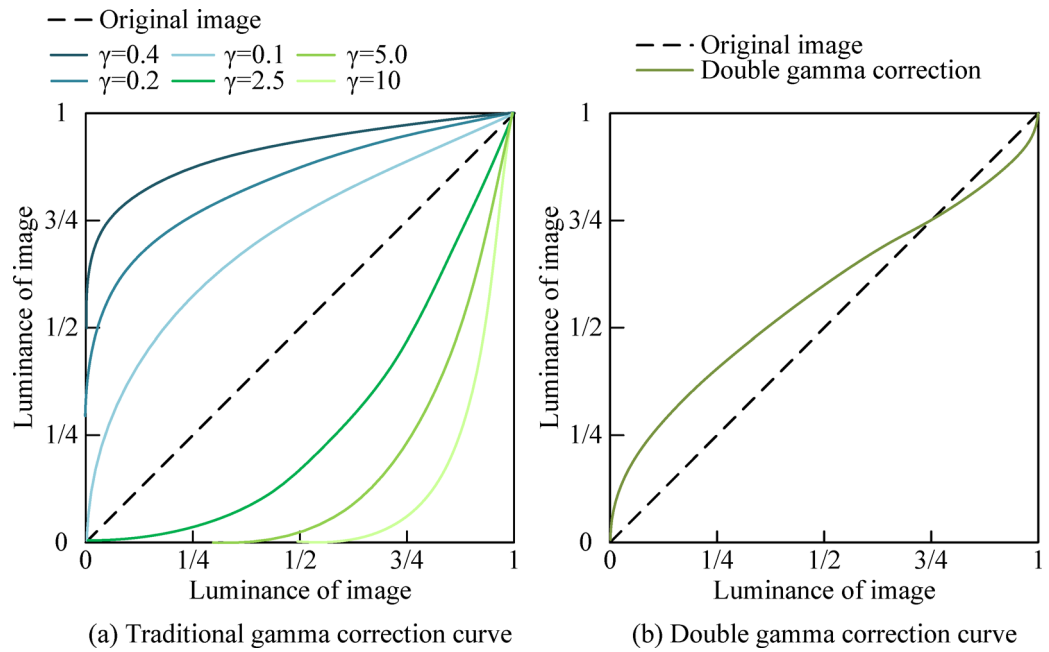 Original image
γ=0.4 γ=0.1 γ=5.0
γ=0.2 γ=2.5 γ=10
1
3/4
1/2
1/4
0
Luminance of image
0 1/4 1/2 3/4 1
Luminance of image
(a) Traditional gamma correction curve
Original image
Double gamma correction
1
3/4
1/2
1/4
0
Luminance of image
0 1/4 1/2 3/4 1
Luminance of image
(b) Double gamma correction curve